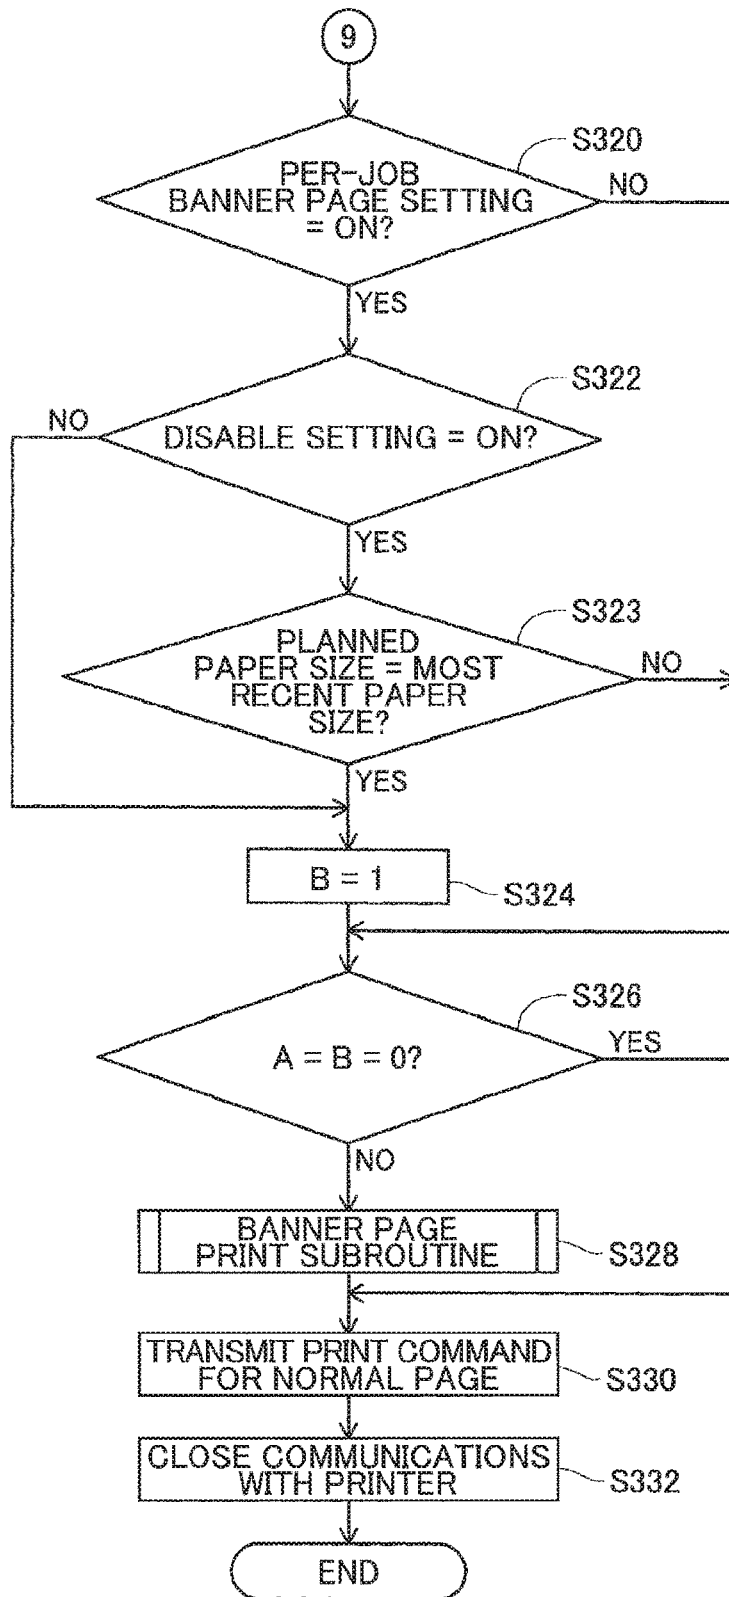 9
S320
PER-JOB
BANNER PAGE SETTING
= ON?
NO
YES
S322
NO
DISABLE SETTING = ON?
YES
S323
PLANNED
PAPER SIZE = MOST
RECENT PAPER
SIZE?
NO
YES
B = 1
S324
S326
A = B = 0?
YES
NO
BANNER PAGE
PRINT SUBROUTINE
S328
TRANSMIT PRINT COMMAND
FOR NORMAL PAGE
S330
CLOSE COMMUNICATIONS
WITH PRINTER
S332
END